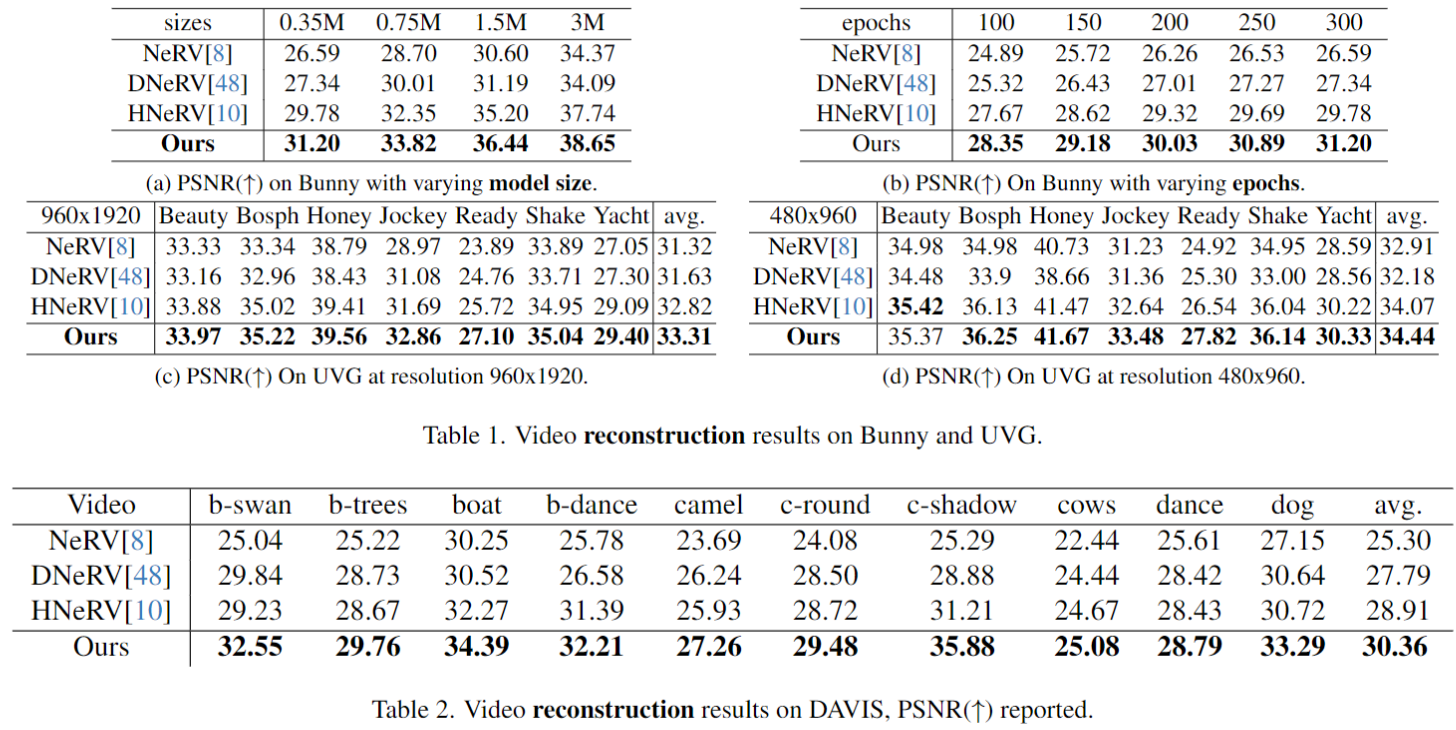 sizes 0.35M 0.75M 1.5M 3M
NeRV[8] 26.59 28.70 30.60 34.37
DNeRV[48] 27.34 30.01 31.19 34.09
HNeRV[10] 29.78 32.35 35.20 37.74
Ours 31.20 33.82 36.44 38.65
(a) PSNR(↑) on Bunny with varying model size.
epochs 100 150 200 250 300
NeRV[8] 24.89 25.72 26.26 26.53 26.59
DNeRV[48] 25.32 26.43 27.01 27.27 27.34
HNeRV[10] 27.67 28.62 29.32 29.69 29.78
Ours 28.35 29.18 30.03 30.89 31.20
(b) PSNR(↑) On Bunny with varying epochs.
960x1920 Beauty Bosph Honey Jockey Ready Shake Yacht avg.
NeRV[8] 33.33 33.34 38.79 28.97 23.89 33.89 27.05 31.32
DNeRV[48] 33.16 32.96 38.43 31.08 24.76 33.71 27.30 31.63
HNeRV[10] 33.88 35.02 39.41 31.69 25.72 34.95 29.09 32.82
Ours 33.97 35.22 39.56 32.86 27.10 35.04 29.40 33.31
(c) PSNR(↑) On UVG at resolution 960x1920.
480x960 Beauty Bosph Honey Jockey Ready Shake Yacht avg.
NeRV[8] 34.98 34.98 40.73 31.23 24.92 34.95 28.59 32.91
DNeRV[48] 34.48 33.9 38.66 31.36 25.30 33.00 28.56 32.18
HNeRV[10] 35.42 36.13 41.47 32.64 26.54 36.04 30.22 34.07
Ours 35.37 36.25 41.67 33.48 27.82 36.14 30.33 34.44
(d) PSNR(↑) On UVG at resolution 480x960.
Table 1. Video reconstruction results on Bunny and UVG.
Video b-swan b-trees boat b-dance camel c-round c-shadow cows dance dog avg.
NeRV[8] 25.04 25.22 30.25 25.78 23.69 24.08 25.29 22.44 25.61 27.15 25.30
DNeRV[48] 29.84 28.73 30.52 26.58 26.24 28.50 28.88 24.44 28.42 30.64 27.79
HNeRV[10] 29.23 28.67 32.27 31.39 25.93 28.72 31.21 24.67 28.43 30.72 28.91
Ours 32.55 29.76 34.39 32.21 27.26 29.48 35.88 25.08 28.79 33.29 30.36
Table 2. Video reconstruction results on DAVIS, PSNR(↑) reported.